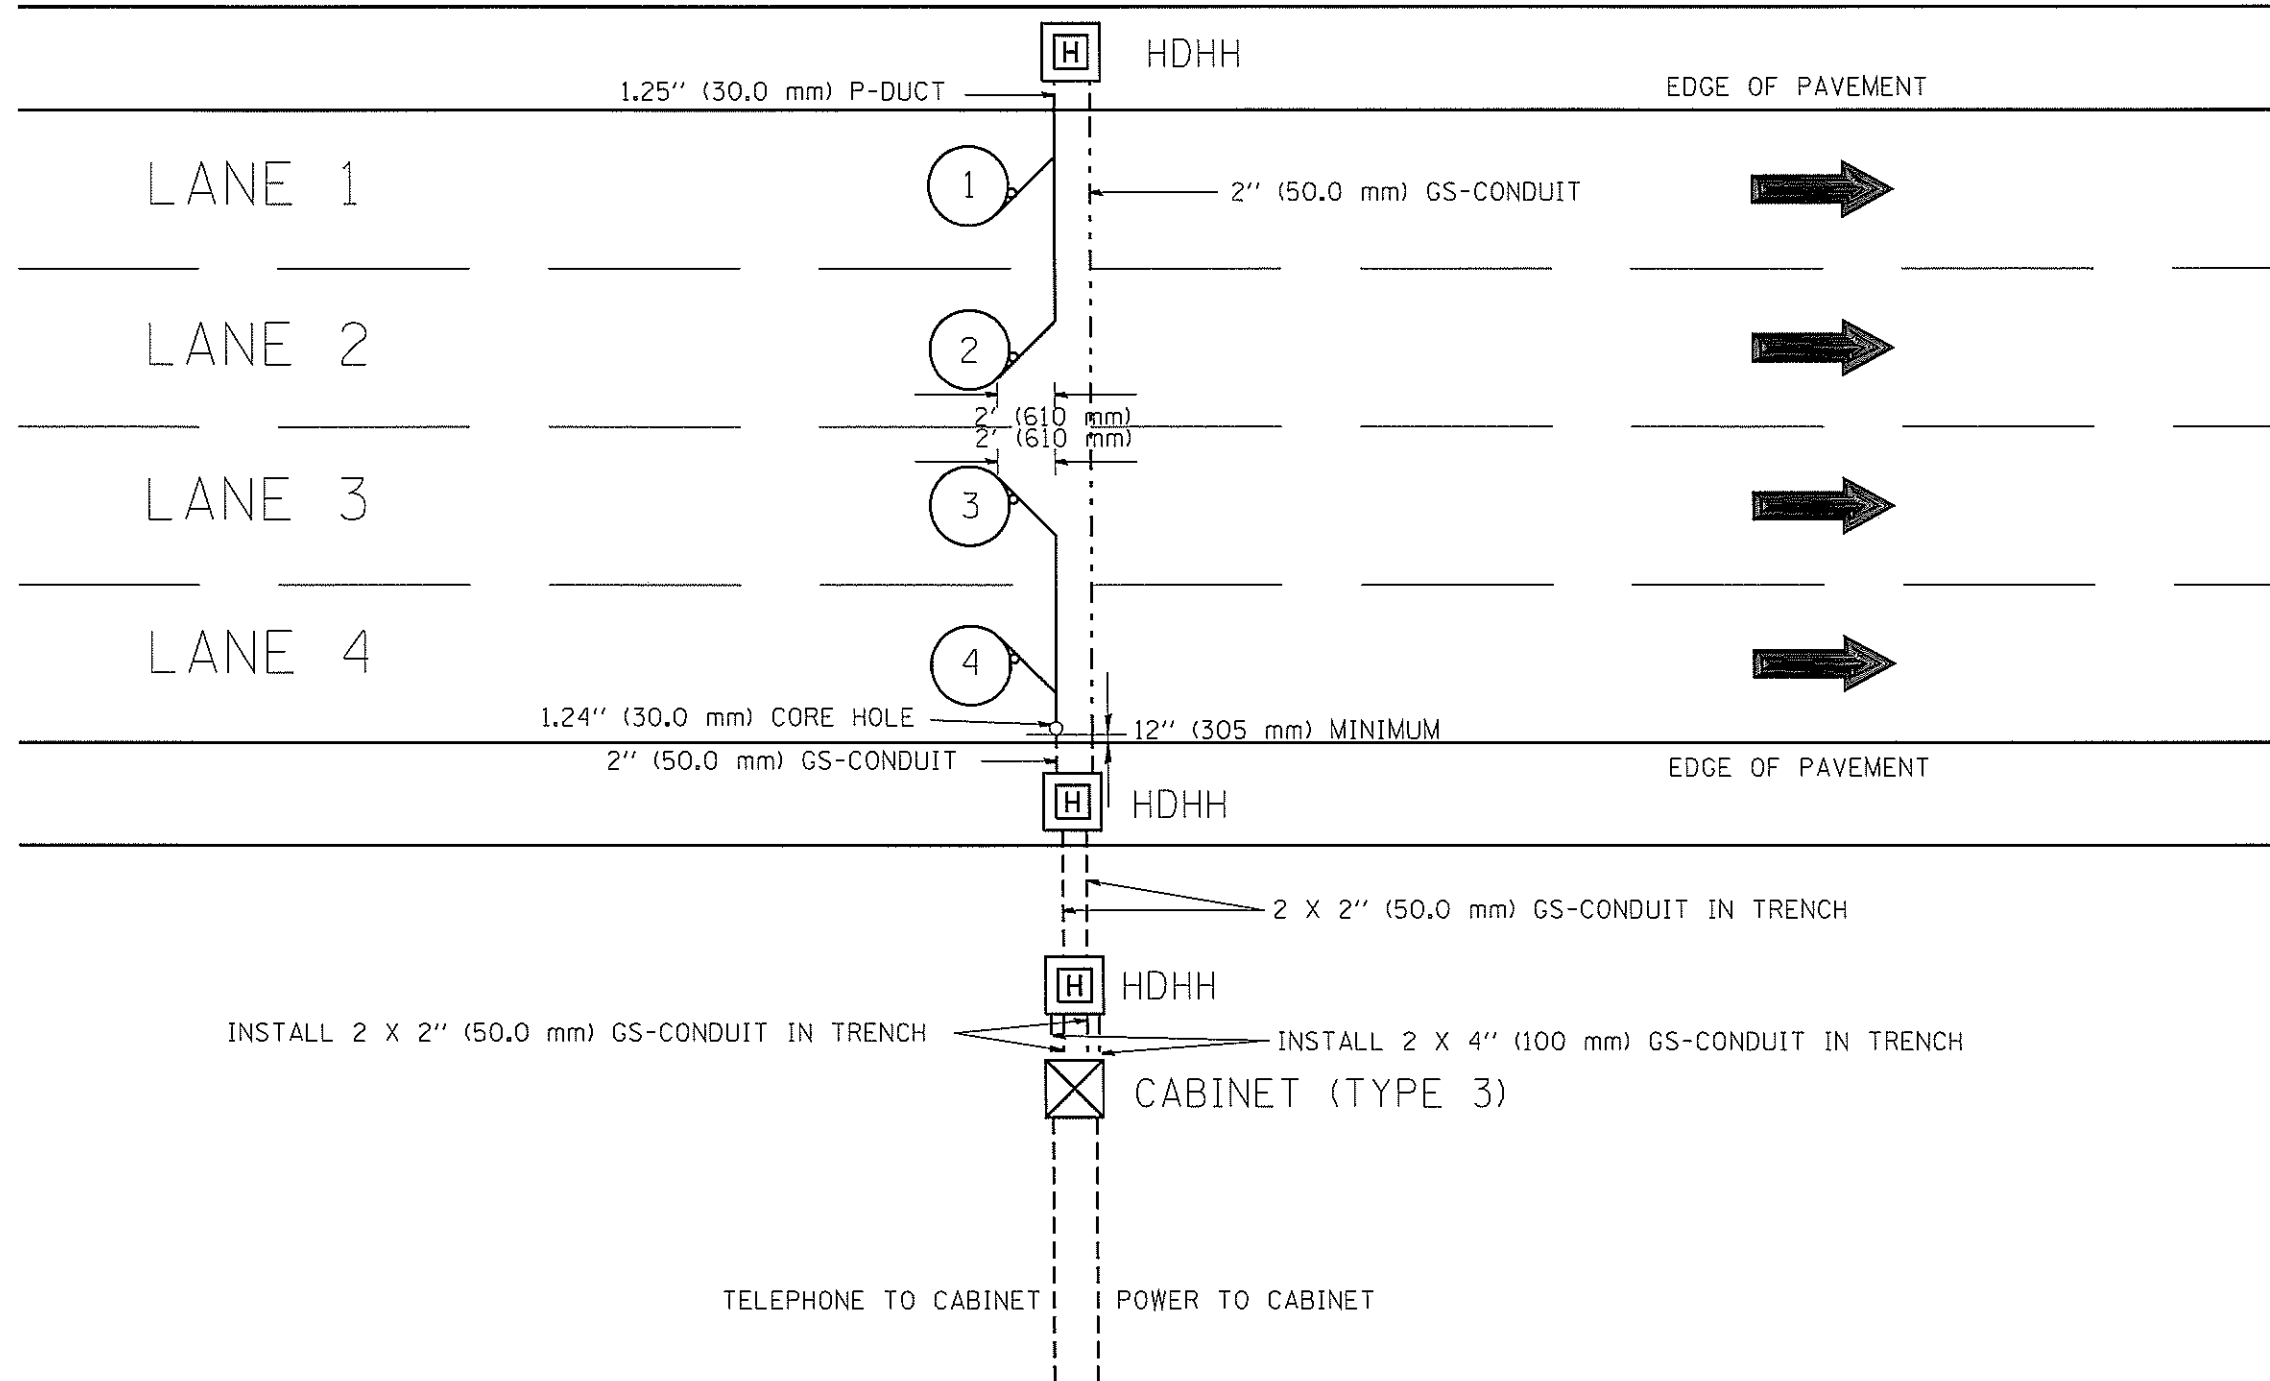 H HDHH
1.25" (30.0 mm) P-DUCT
EDGE OF PAVEMENT
LANE 1
1
2" (50.0 mm) GS-CONDUIT
LANE 2
2
2' (610 mm)
2' (610 mm)
LANE 3
3
LANE 4
4
1.24" (30.0 mm) CORE HOLE
12" (305 mm) MINIMUM
2" (50.0 mm) GS-CONDUIT
EDGE OF PAVEMENT
H HDHH
2 X 2" (50.0 mm) GS-CONDUIT IN TRENCH
H HDHH
INSTALL 2 X 2" (50.0 mm) GS-CONDUIT IN TRENCH
INSTALL 2 X 4" (100 mm) GS-CONDUIT IN TRENCH
CABINET (TYPE 3)
TELEPHONE TO CABINET
POWER TO CABINET